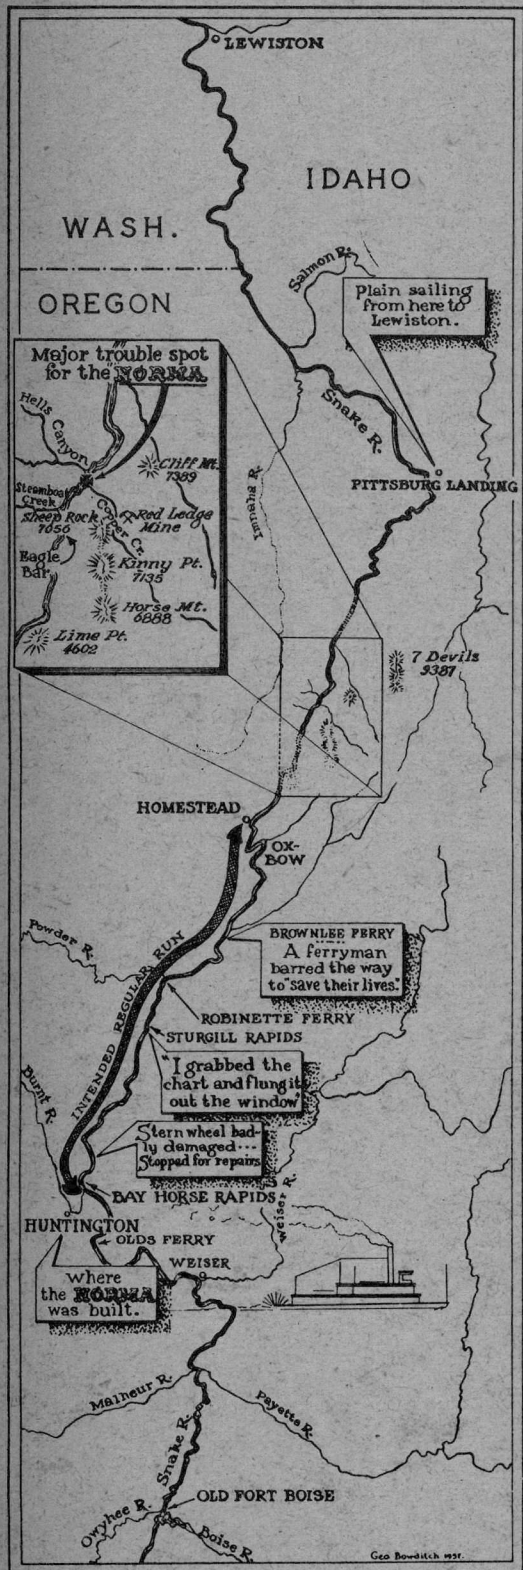 LEWISTON
IDAHO
WASH.
OREGON
Salmon R.
Plain sailing
from here to
Lewiston.
Major trouble spot
for the NORMA
Hells
Canyon
Cliff Mt.
7389
Steamboat
Creek
Sheep Rock
7056
Copper Cr.
Red Ledge
Mine
Eagle
Bar
Kinny Pt.
7135
Horse Mt.
6888
Lime Pt.
4602
Snake R.
PITTSBURG LANDING
Imnaha R.
7 Devils
9387
HOMESTEAD
OX-
BOW
INTENDED REGULAR RUN
Powder R.
BROWNLEE FERRY
A ferryman
barred the way
to "save their lives."
ROBINETTE FERRY
STURGILL RAPIDS
"I grabbed the
chart and flung it
out the window"
Burnt R.
Stern wheel bad-
ly damaged...
Stopped for repairs
BAY HORSE RAPIDS
HUNTINGTON
OLDS FERRY
Weiser R.
WEISER
Where
the NORMA
was built.
Malheur R.
Payette R.
Snake R.
OLD FORT BOISE
Owyhee R.
Boise R.
Geo Bowditch 1951.